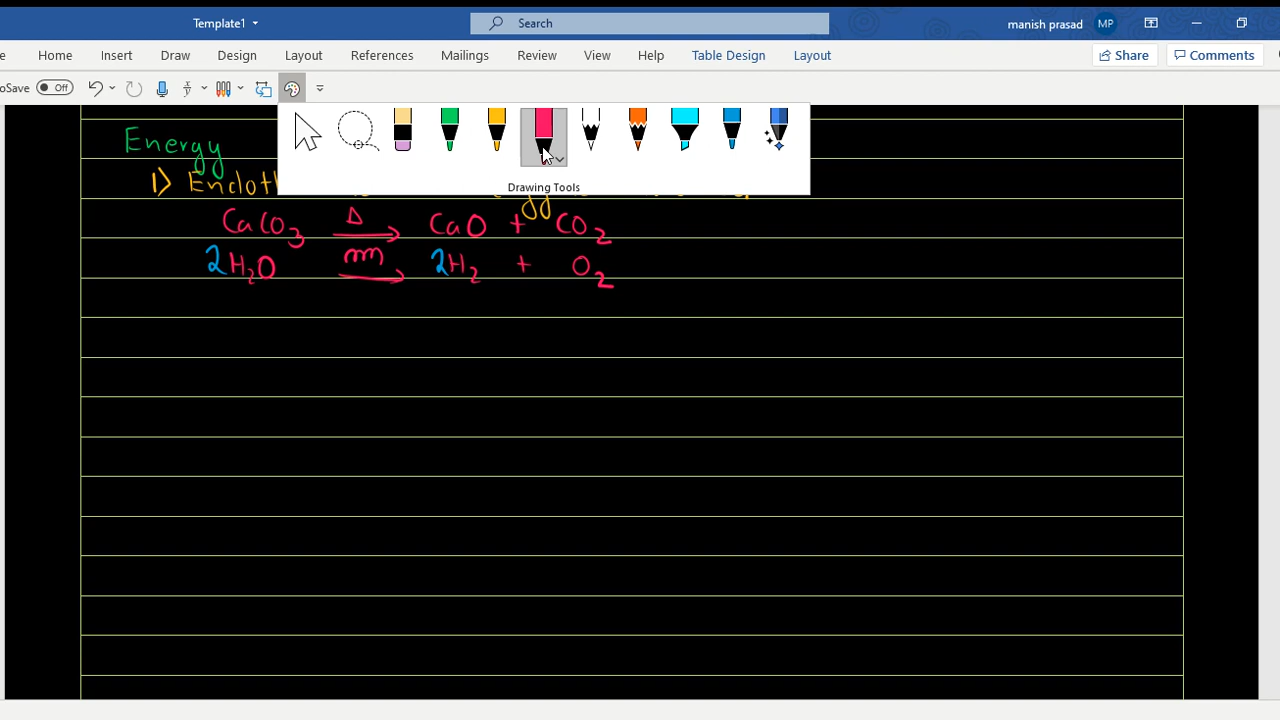 Template1 Search manish prasad MP
Home Insert Draw Design Layout References Mailings Review View Help Table Design Layout Share Comments
oSave Off
Drawing Tools
Energy
1) Endoth
CaCO3 Δ → CaO + CO2
2H2O → 2H2 + O2